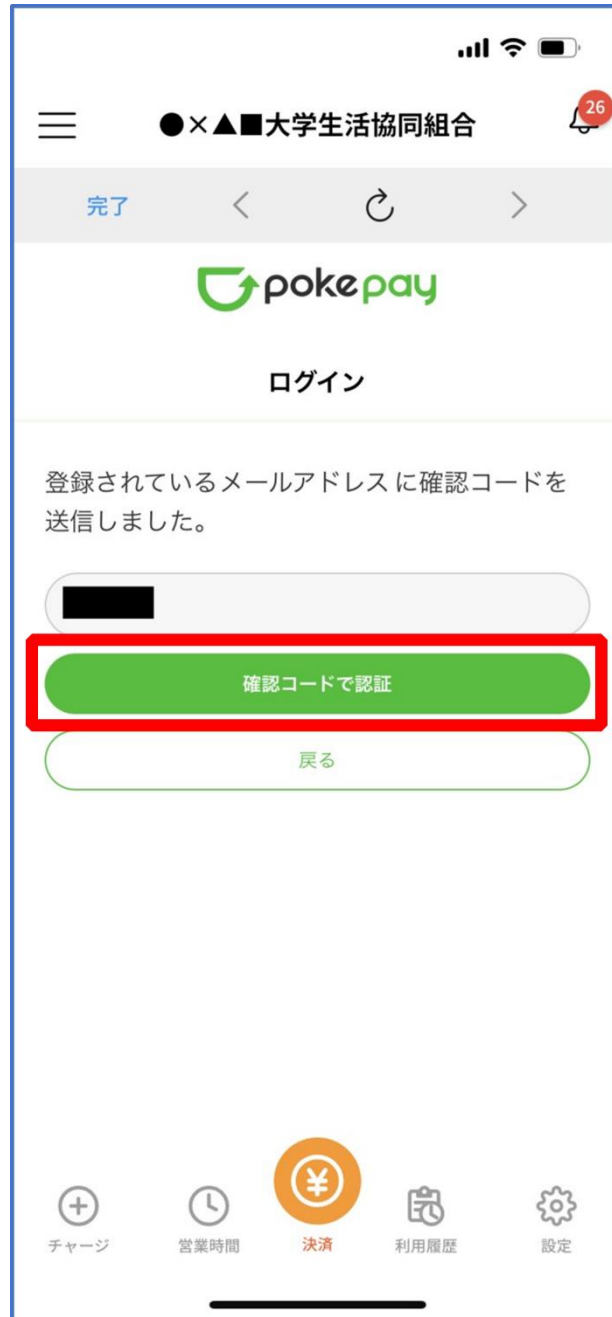 ●×▲■大学生活協同組合
26
完了
pokepay
ログイン
登録されているメールアドレスに確認コードを
送信しました。
確認コードで認証
戻る
¥
チャージ
営業時間
決済
利用履歴
設定